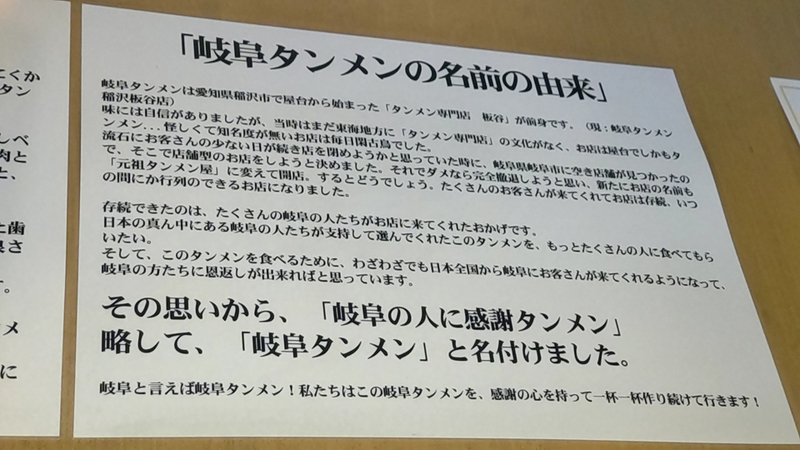 「岐阜タンメンの名前の由来」
岐阜タンメンは愛知県稲沢市で屋台から始まった「タンメン専門店 板谷」が前身です。（現：岐阜タンメン
稲沢板谷店）
味には自信がありましたが、当時はまだ東海地方に「タンメン専門店」の文化がなく、お店は屋台でしかもタ
ンメン...怪しくて知名度が無いお店は毎日閑古鳥でした。
流石にお客さんの少ない日が続き店を閉めようかと思っていた時に、岐阜県岐阜市に空き店舗が見つかったの
で、そこで店舗型のお店をしようと決めました。それでダメなら完全撤退しようと思い、新たにお店の名前も
「元祖タンメン屋」に変えて開店。するとどうでしょう。たくさんのお客さんが来てくれてお店は存続、いつ
の間にか行列のできるお店になりました。
存続できたのは、たくさんの岐阜の人たちがお店に来てくれたおかげです。
日本の真ん中にある岐阜の人たちが支持して選んでくれたこのタンメンを、もっとたくさんの人に食べてもら
いたい。
そして、このタンメンを食べるために、わざわざでも日本全国から岐阜にお客さんが来てくれるようになって、
岐阜の方たちに恩返しが出来ればと思っています。
その思いから、「岐阜の人に感謝タンメン」
略して、「岐阜タンメン」と名付けました。
岐阜と言えば岐阜タンメン！私たちはこの岐阜タンメンを、感謝の心を持って一杯一杯作り続けて行きます！